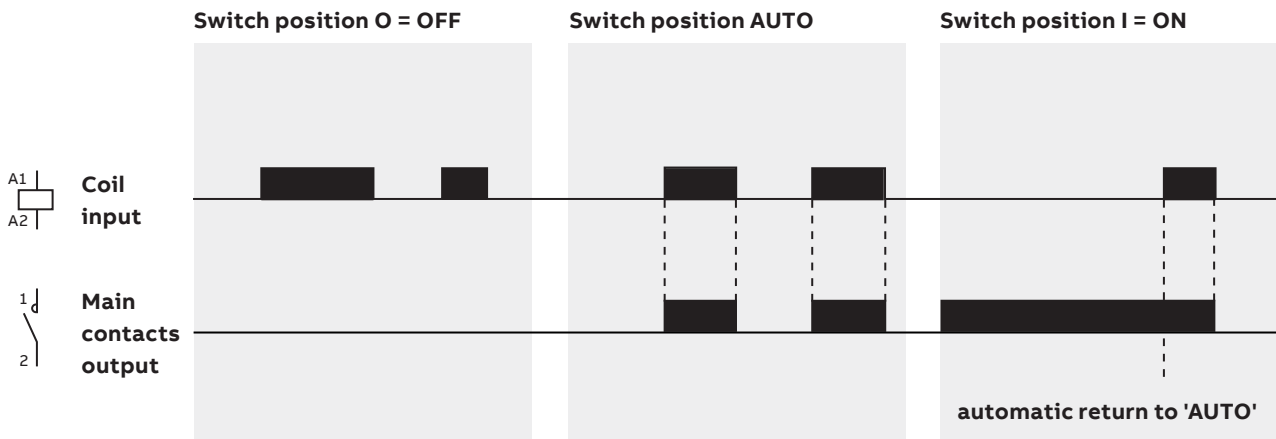 Switch position O = OFF
Switch position AUTO
Switch position I = ON
A1
A2
Coil
input
1
2
Main
contacts
output
automatic return to 'AUTO'